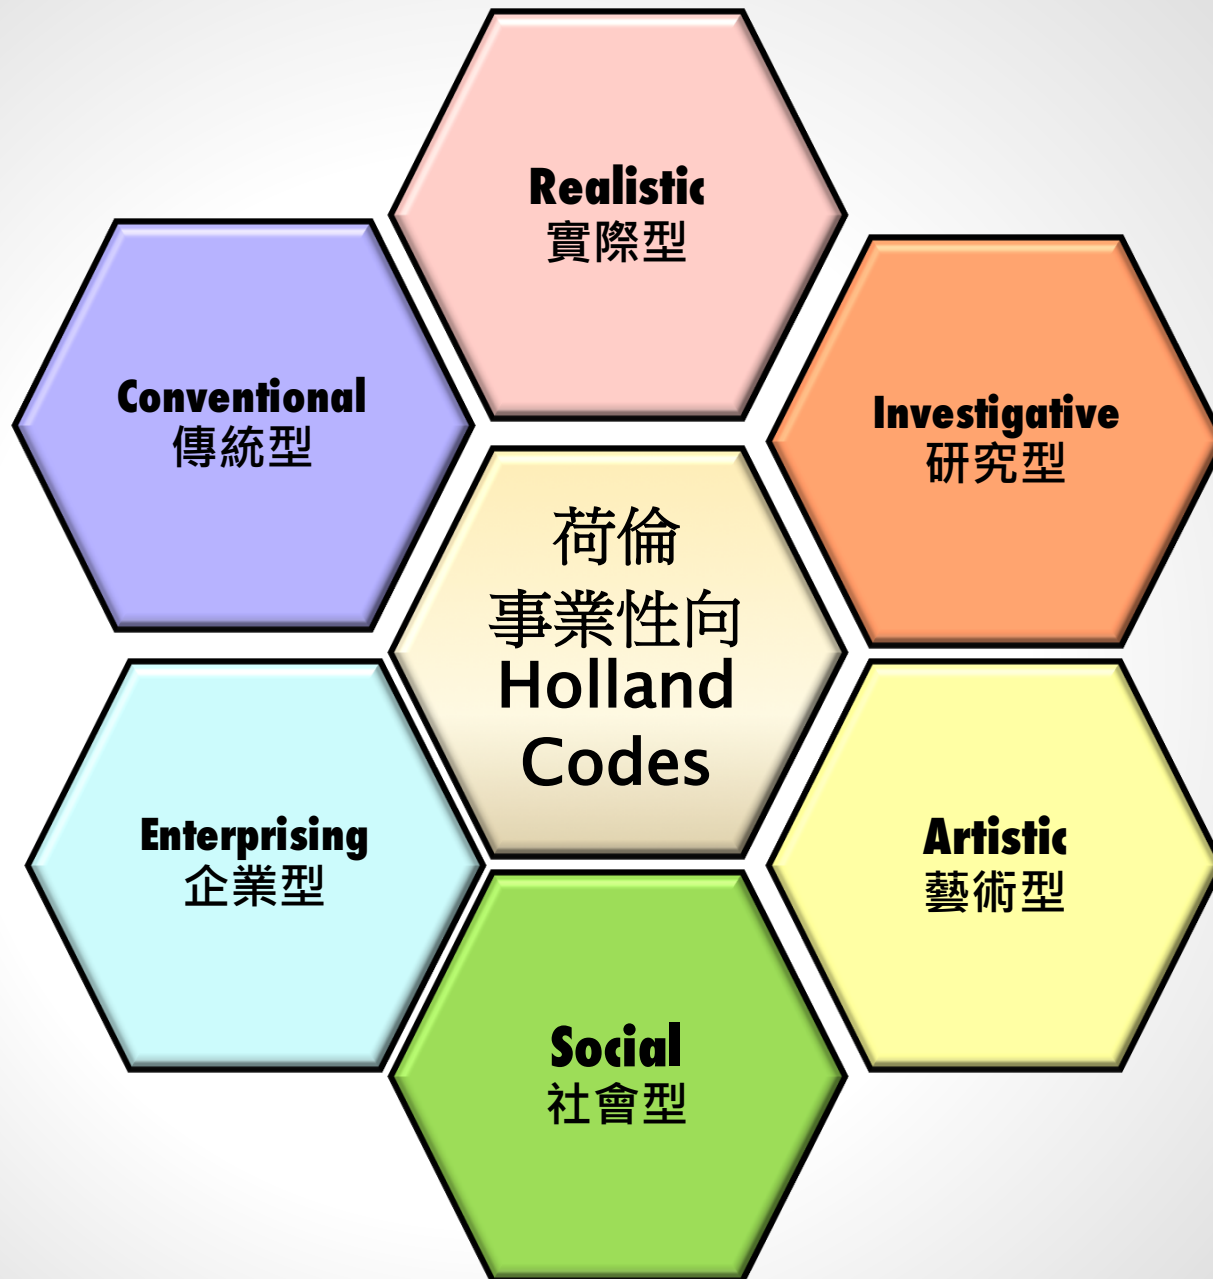 Realistic
實際型
Conventional
傳統型
Investigative
研究型
荷倫
事業性向
Holland
Codes
Enterprising
企業型
Artistic
藝術型
Social
社會型